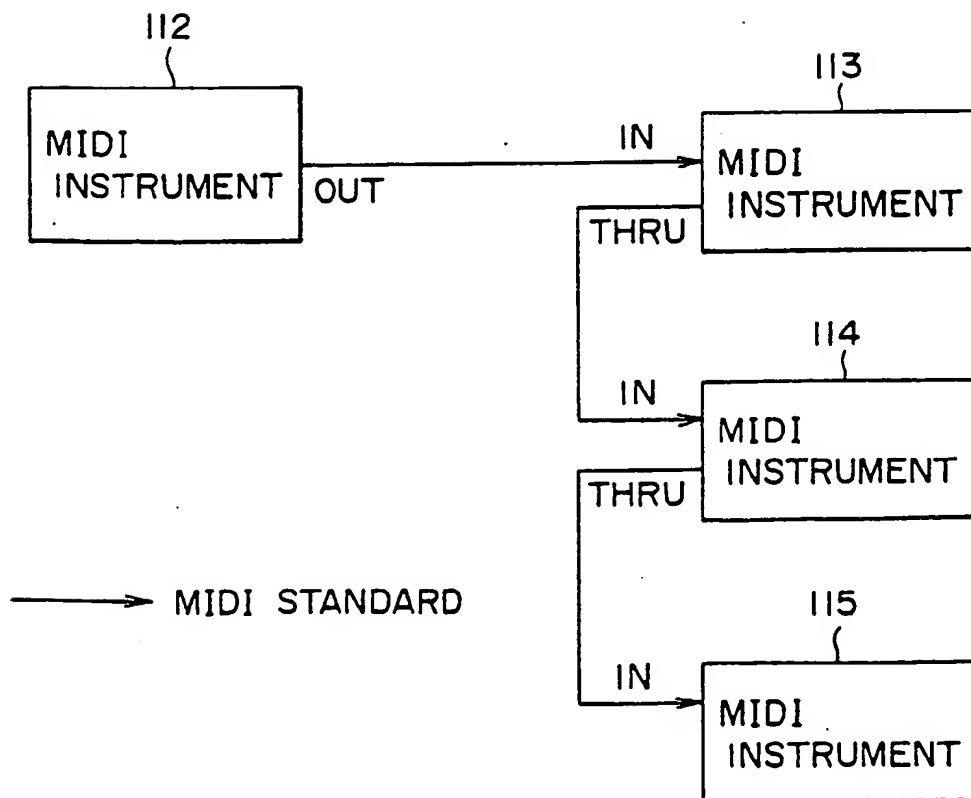 112
MIDI
INSTRUMENT
OUT
113
IN
MIDI
INSTRUMENT
THRU
114
IN
MIDI
INSTRUMENT
THRU
MIDI STANDARD
115
IN
MIDI
INSTRUMENT